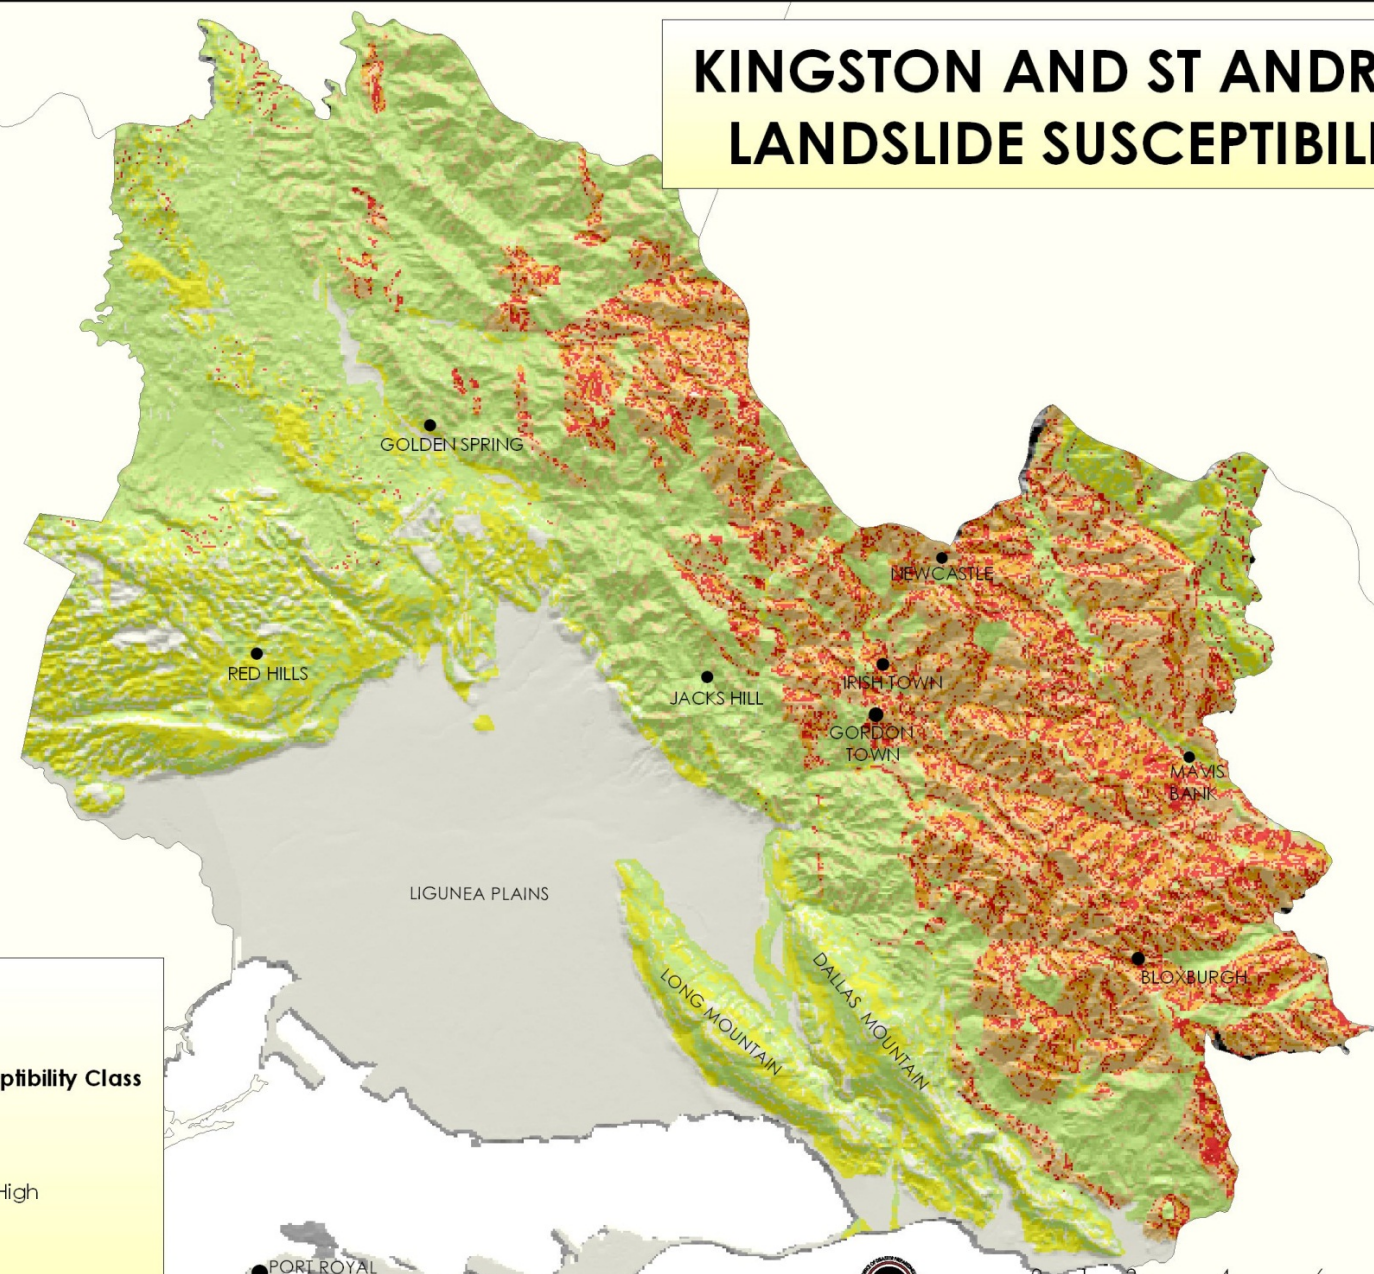 KINGSTON AND ST ANDR
LANDSLIDE SUSCEPTIBILI
GOLDEN SPRING
NEWCASTLE
RED HILLS
JACKS HILL
IRISH TOWN
GORDON
TOWN
MAVIS
BANK
LIGUNEA PLAINS
LONG MOUNTAIN
DALLAS MOUNTAIN
BLOXBURGH
ptibility Class
High
PORT ROYAL